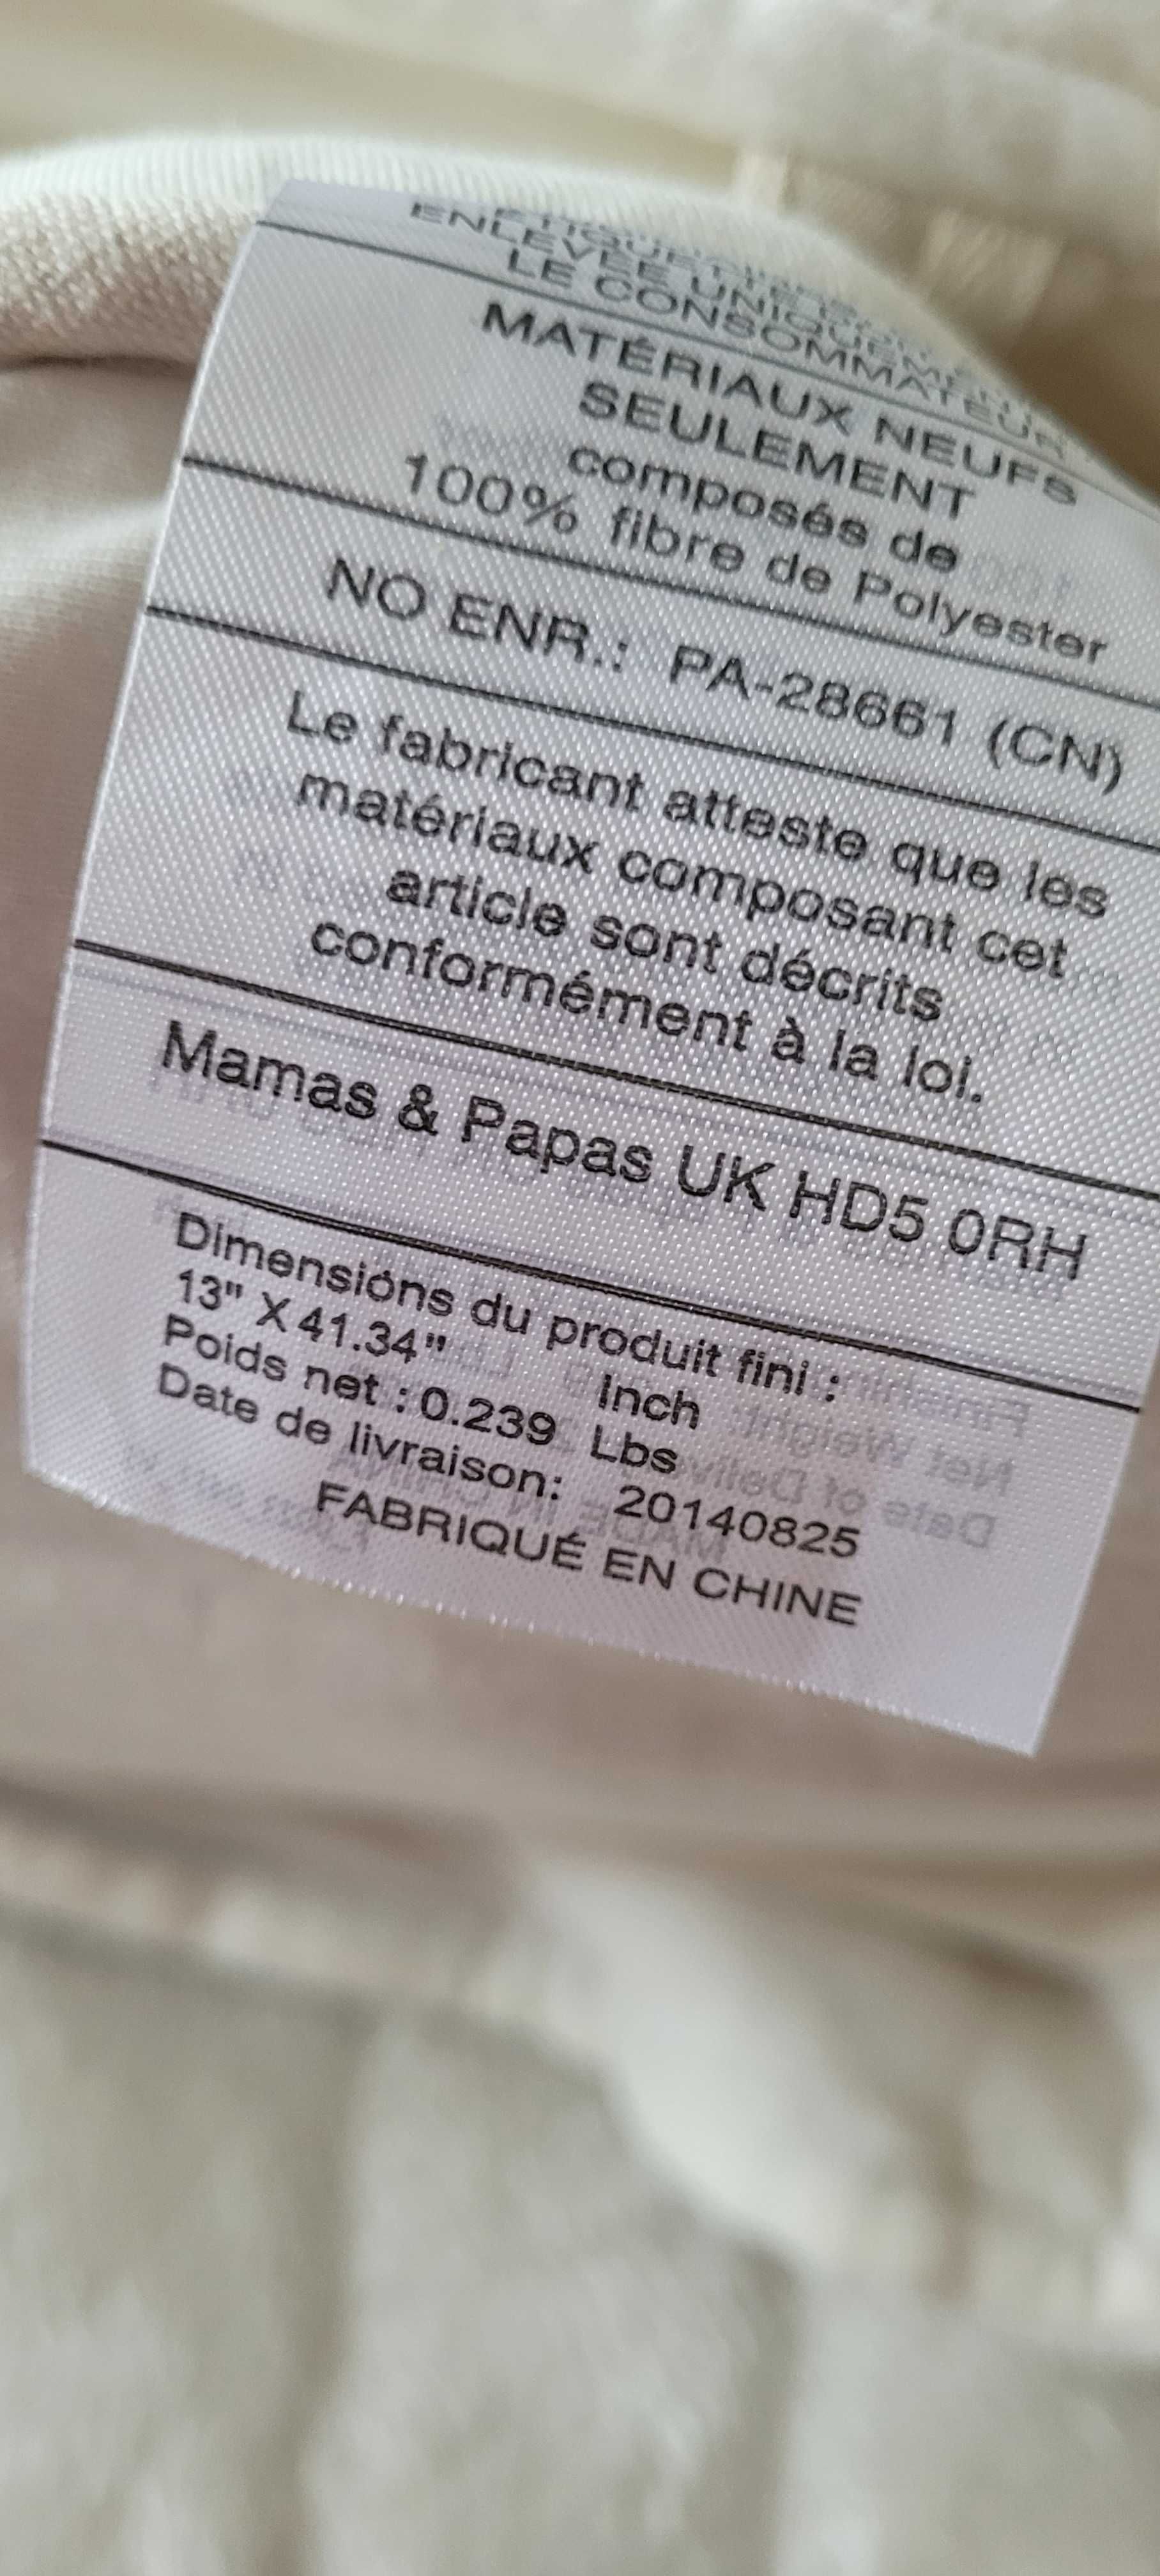 ENLEVÉE UNIQUEMENT
LE CONSOMMATEUR
MATÉRIAUX NEUFS
SEULEMENT
composés de
100% fibre de Polyester
NO ENR.: PA-28661 (CN)
Le fabricant atteste que les
matériaux composant cet
article sont décrits
conformément à la loi.
Mamas & Papas UK HD5 0RH
Dimensions du produit fini :
13" X 41.34" Inch
Poids net : 0.239 Lbs
Date de livraison: 20140825
FABRIQUÉ EN CHINE